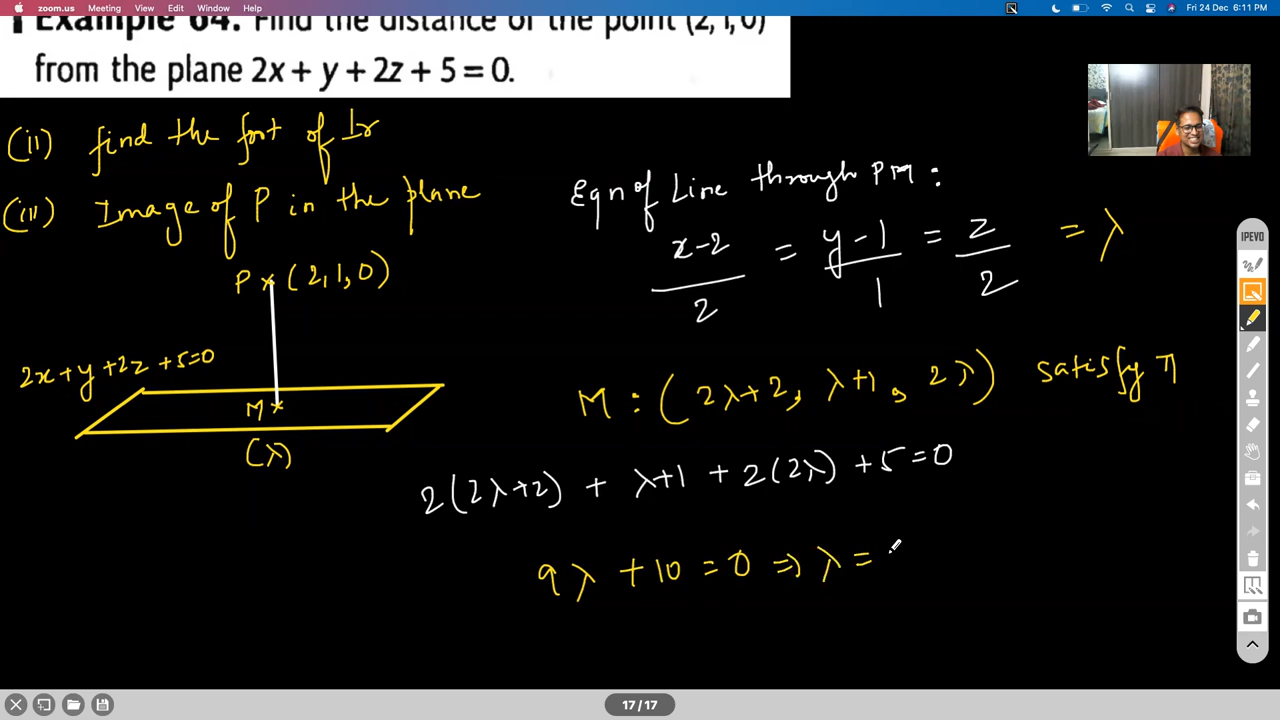 zoom.us Meeting View Edit Window Help Fri 24 Dec 6:11 PM
Example 64. Find the distance of the point (2, 1, 0)
from the plane 2x + y + 2z + 5 = 0.
(ii) find the foot of ⊥r
(iii) Image of P in the plane
P × (2, 1, 0)
2x+y+2z+5=0
M ×
(λ)
Eqn of Line through PM :
x-2/2 = y-1/1 = z/2 = λ
M : (2λ+2, λ+1, 2λ) satisfy π
2(2λ+2) + λ+1 + 2(2λ) +5=0
9λ +10 = 0 => λ =
IPEVO
17/17